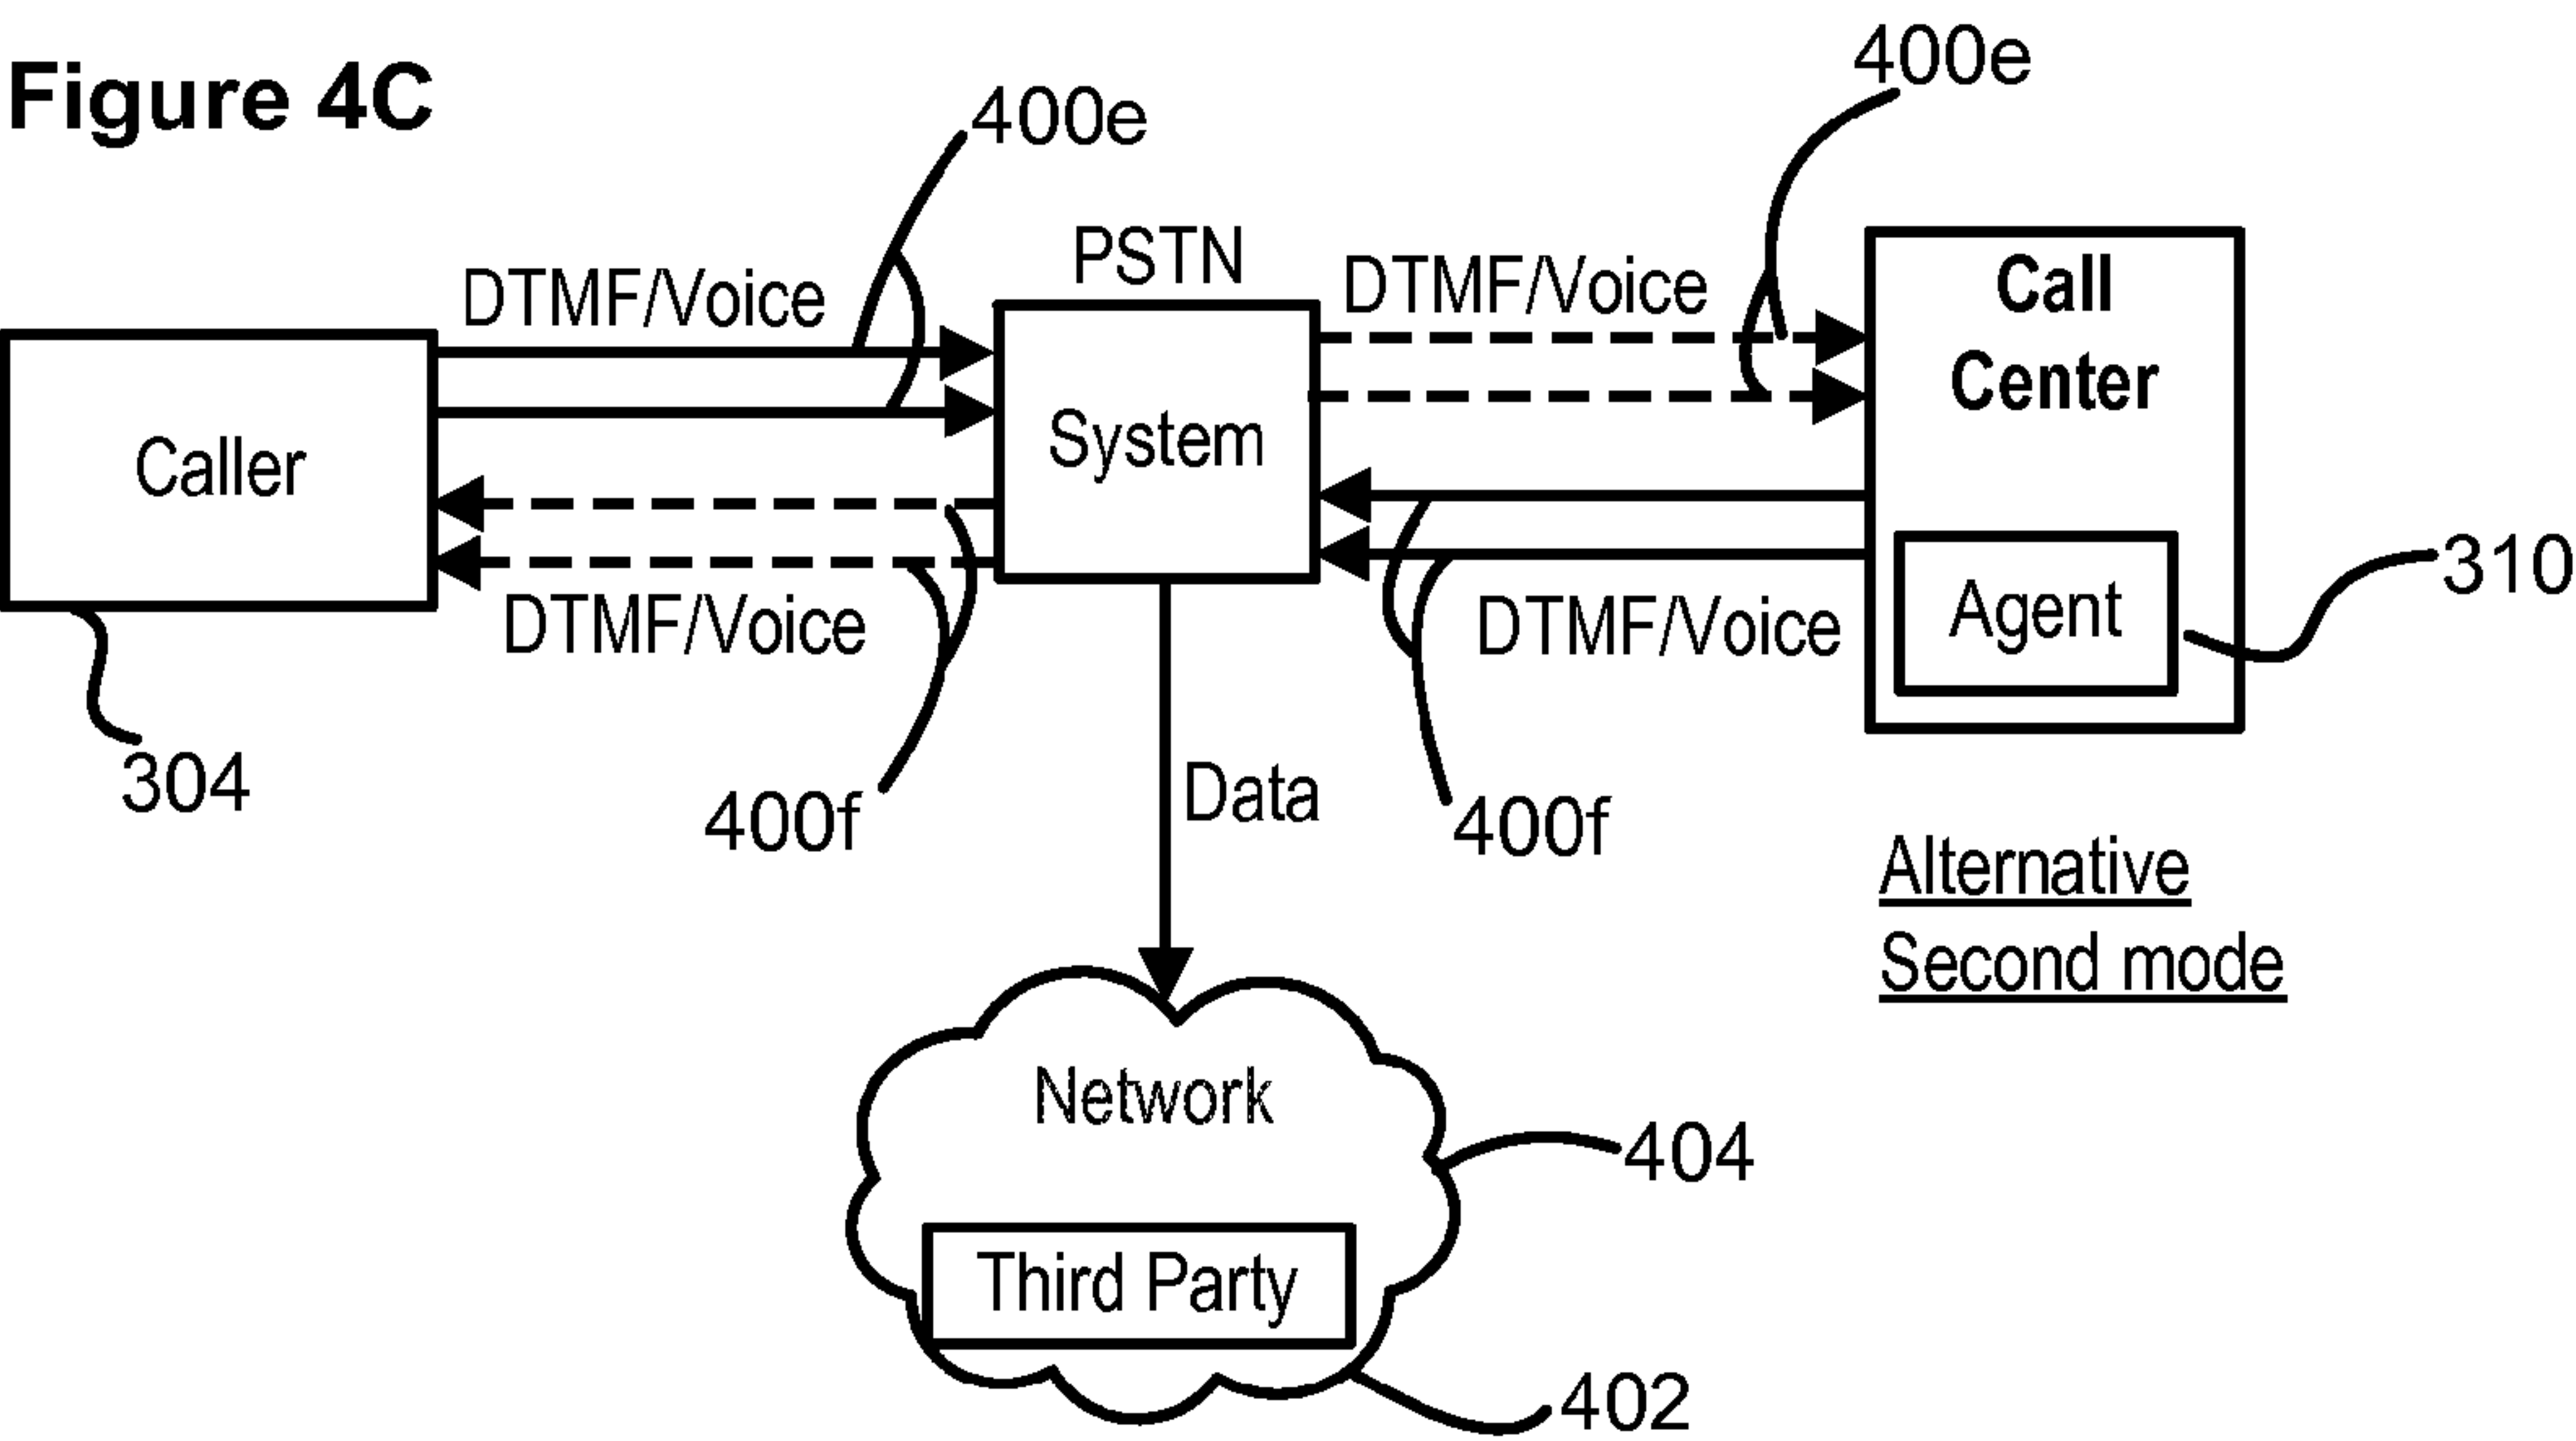 Figure 4C
400e
400e
PSTN
DTMF/Voice
DTMF/Voice
Call
Center
System
Caller
310
Agent
DTMF/Voice
DTMF/Voice
304
Data
400f
400f
Alternative
Second mode
Network
404
Third Party
402